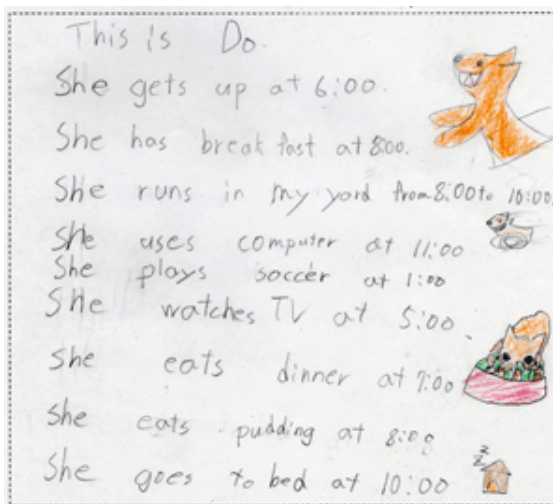 This is Do.
She gets up at 6:00.
She has breakfast at 8:00.
She runs in my yard from 8:00 to 10:00.
She uses computer at 11:00
She plays soccer at 1:00
She watches TV at 5:00
She eats dinner at 7:00
She eats pudding at 8:00
She goes to bed at 10:00
z z z